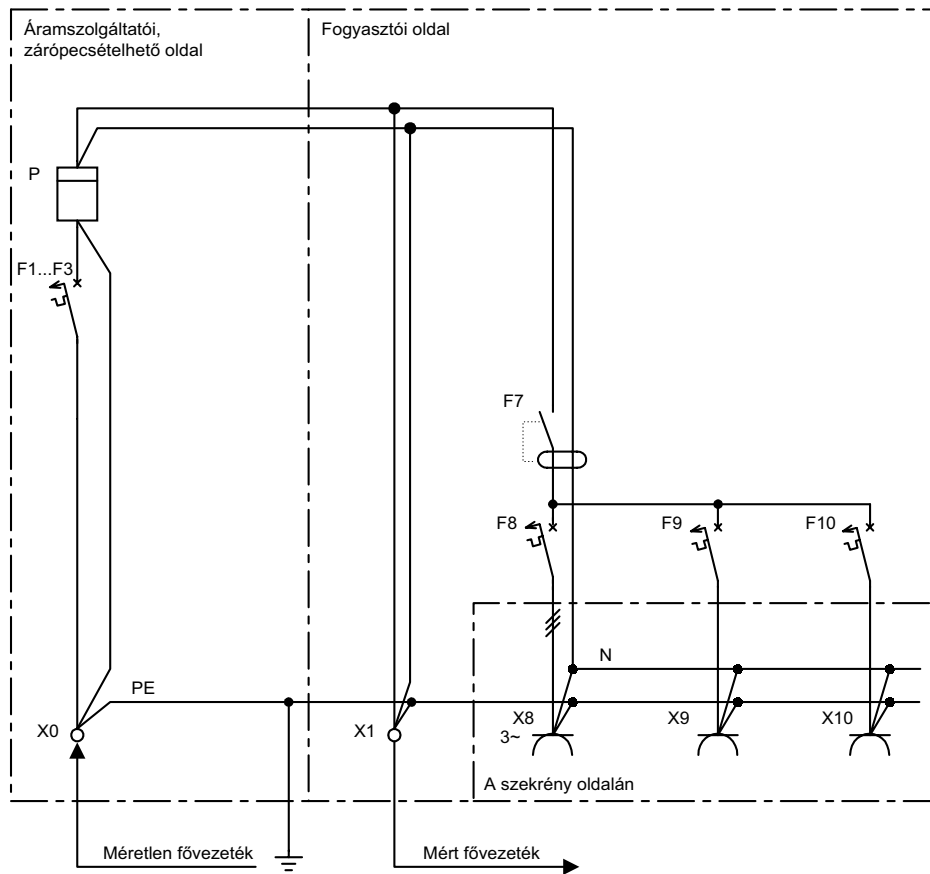 Áramszolgáltatói,
zárópecsételhető oldal
Fogyasztói oldal
P
F1...F3
F7
F8
F9
F10
N
PE
X0
X1
X8
3~
X9
X10
A szekrény oldalán
Méretlen fővezeték
Mért fővezeték